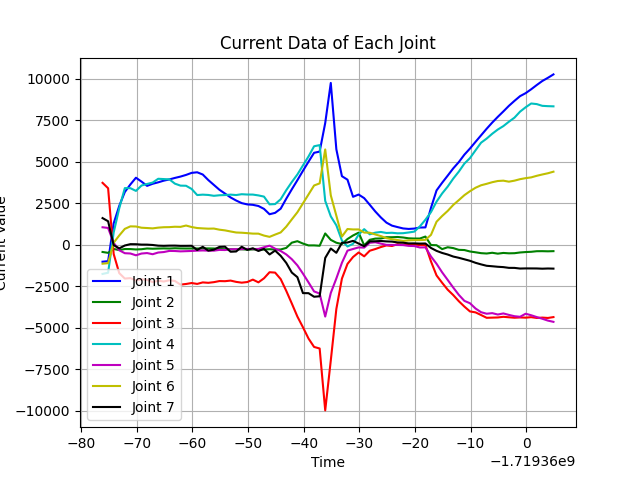 Current Data of Each Joint
10000
7500
5000
2500
0
−2500
−5000
−7500
−10000
Current Value
Joint 1
Joint 2
Joint 3
Joint 4
Joint 5
Joint 6
Joint 7
−80
−70
−60
−50
−40
−30
−20
−10
0
Time
−1.71936e9